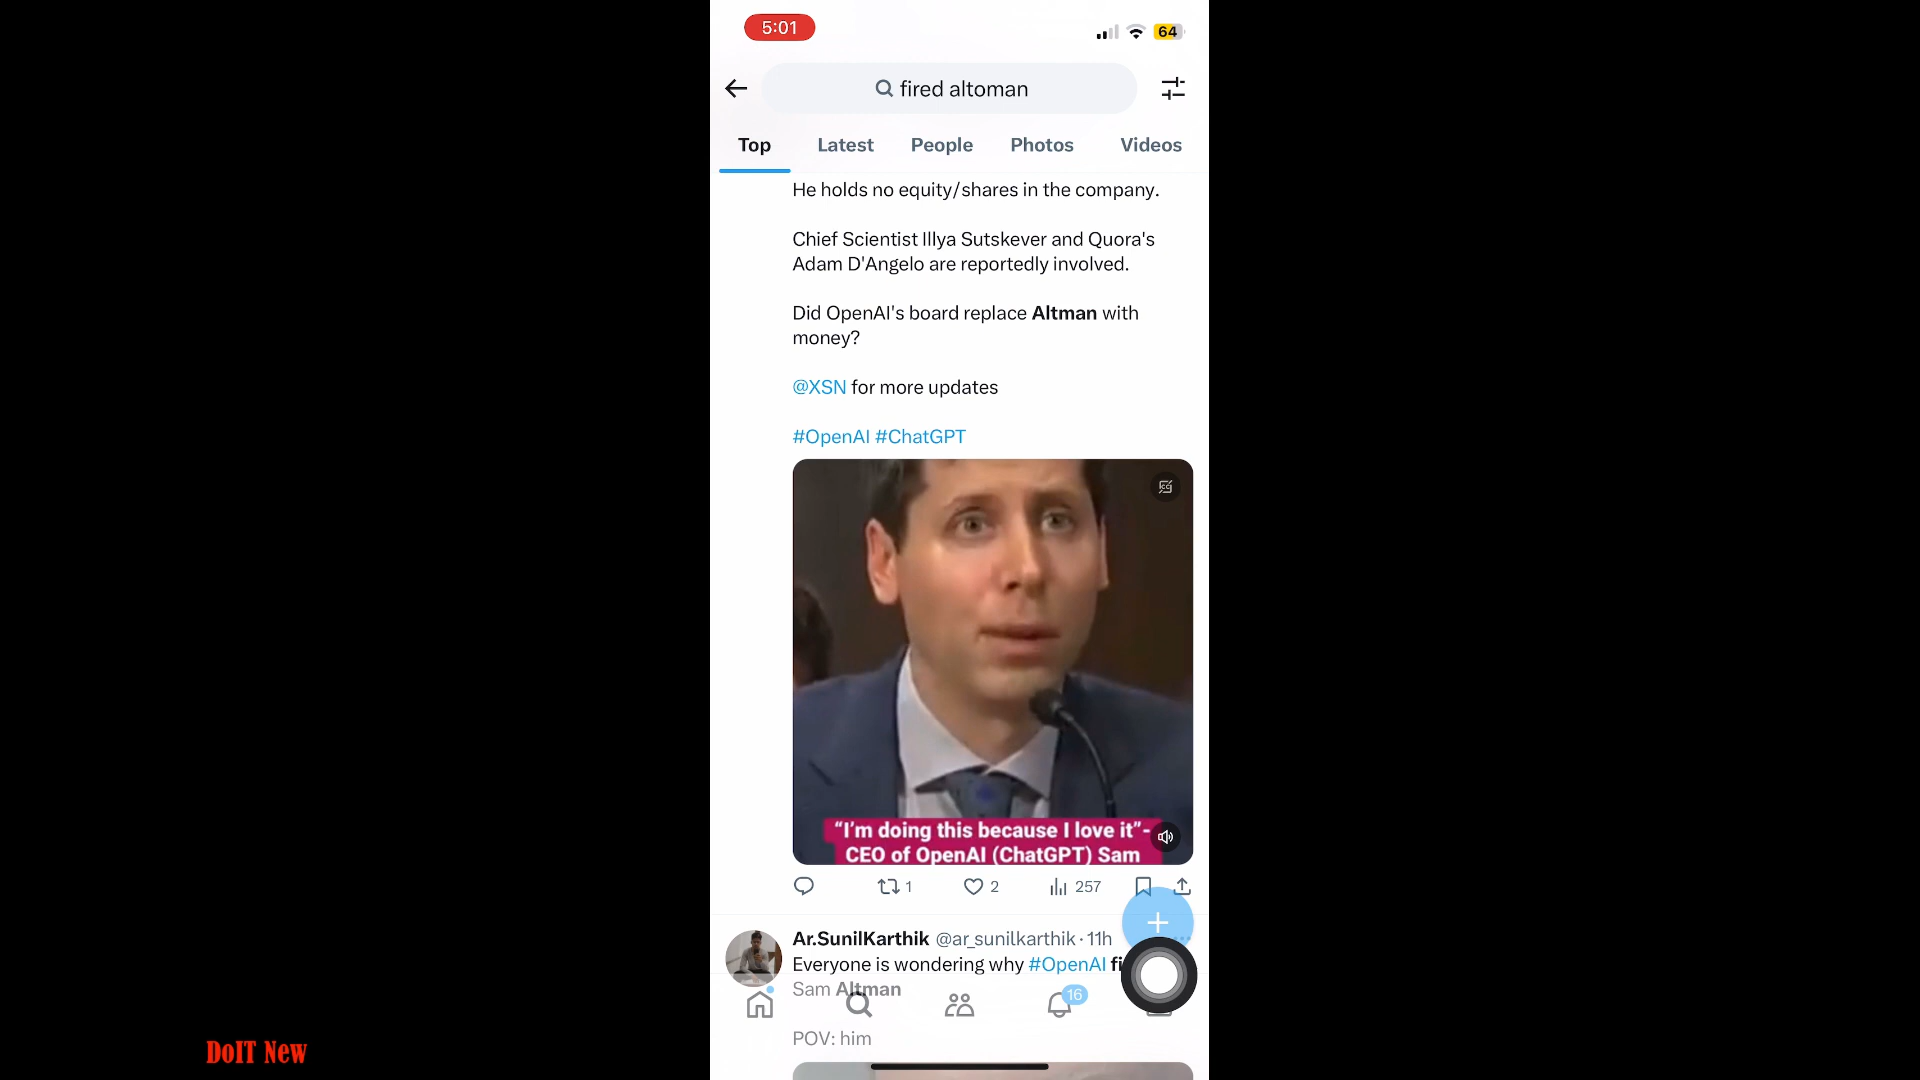 5:01
64
fired altoman
Top Latest People Photos Videos
He holds no equity/shares in the company.
Chief Scientist Illya Sutskever and Quora's
Adam D'Angelo are reportedly involved.
Did OpenAI's board replace Altman with
money?
@XSN for more updates
#OpenAI #ChatGPT
"I'm doing this because I love it"-
CEO of OpenAI (ChatGPT) Sam
1 2 257
Ar.SunilKarthik @ar_sunilkarthik · 11h
Everyone is wondering why #OpenAI
Sam Altman
16
POV: him
DoIT New